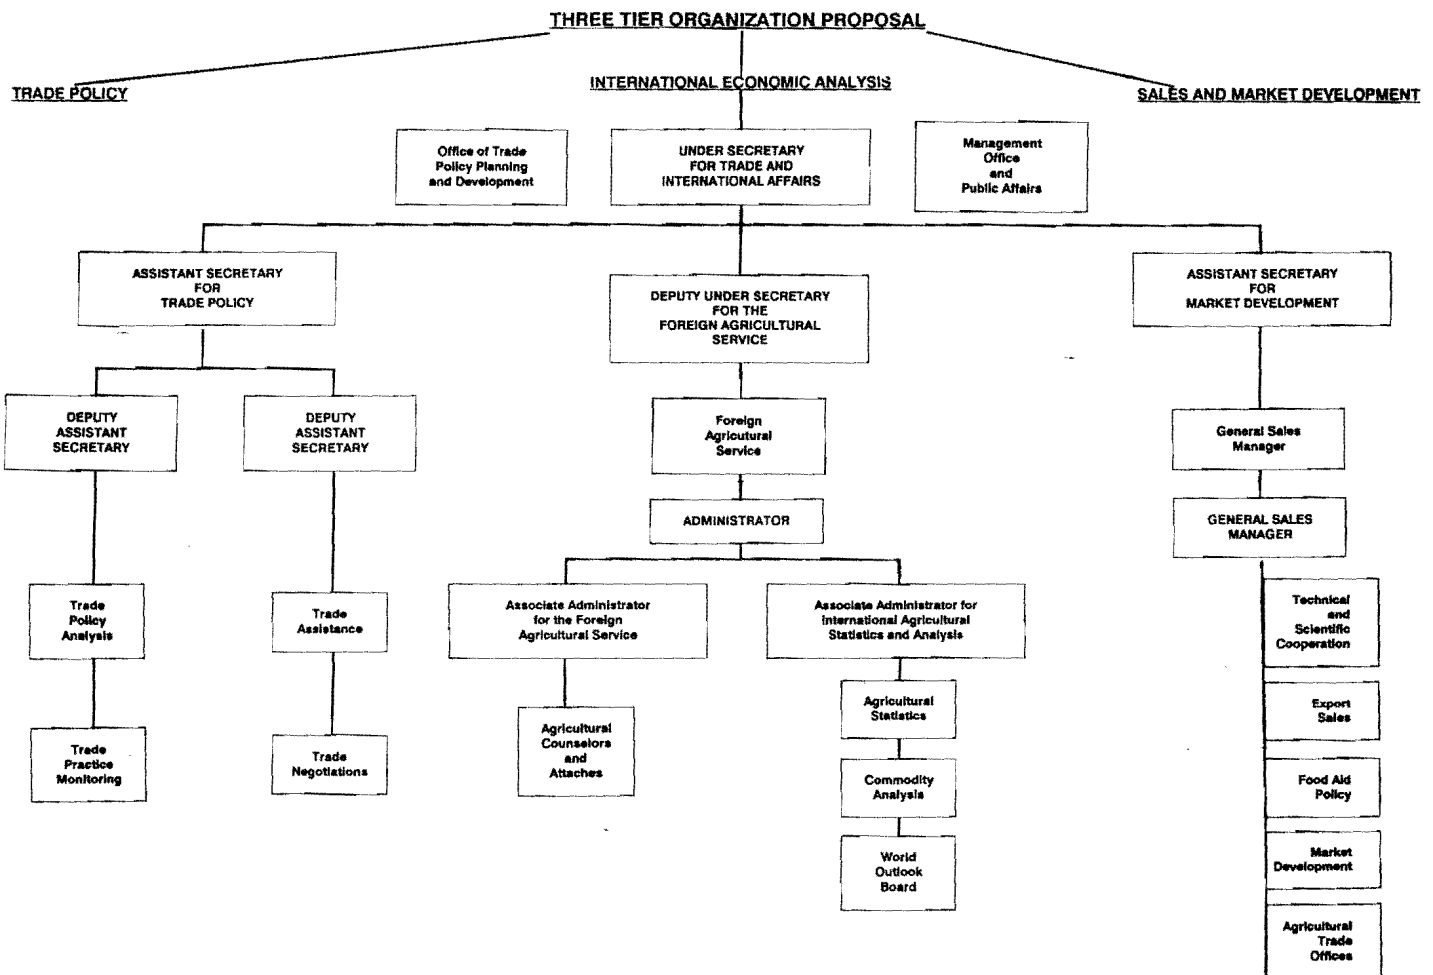 THREE TIER ORGANIZATION PROPOSAL
TRADE POLICY
INTERNATIONAL ECONOMIC ANALYSIS
SALES AND MARKET DEVELOPMENT
Office of Trade
Policy Planning
and Development
UNDER SECRETARY
FOR TRADE AND
INTERNATIONAL AFFAIRS
Management
Office
and
Public Affairs
ASSISTANT SECRETARY
FOR
TRADE POLICY
DEPUTY UNDER SECRETARY
FOR THE
FOREIGN AGRICULTURAL
SERVICE
ASSISTANT SECRETARY
FOR
MARKET DEVELOPMENT
DEPUTY
ASSISTANT
SECRETARY
DEPUTY
ASSISTANT
SECRETARY
Foreign
Agricutural
Service
General Sales
Manager
ADMINISTRATOR
GENERAL SALES
MANAGER
Trade
Policy
Analysis
Trade
Assistance
Associate Administrator
for the Foreign
Agricultural Service
Associate Administrator for
International Agricultural
Statistics and Analysis
Technical
and
Scientific
Cooperation
Trade
Practice
Monitoring
Trade
Negotiations
Agricultural
Counselors
and
Attaches
Agricultural
Statistics
Export
Sales
Commodity
Analysis
Food Aid
Policy
World
Outlook
Board
Market
Development
Agricultural
Trade
Offices